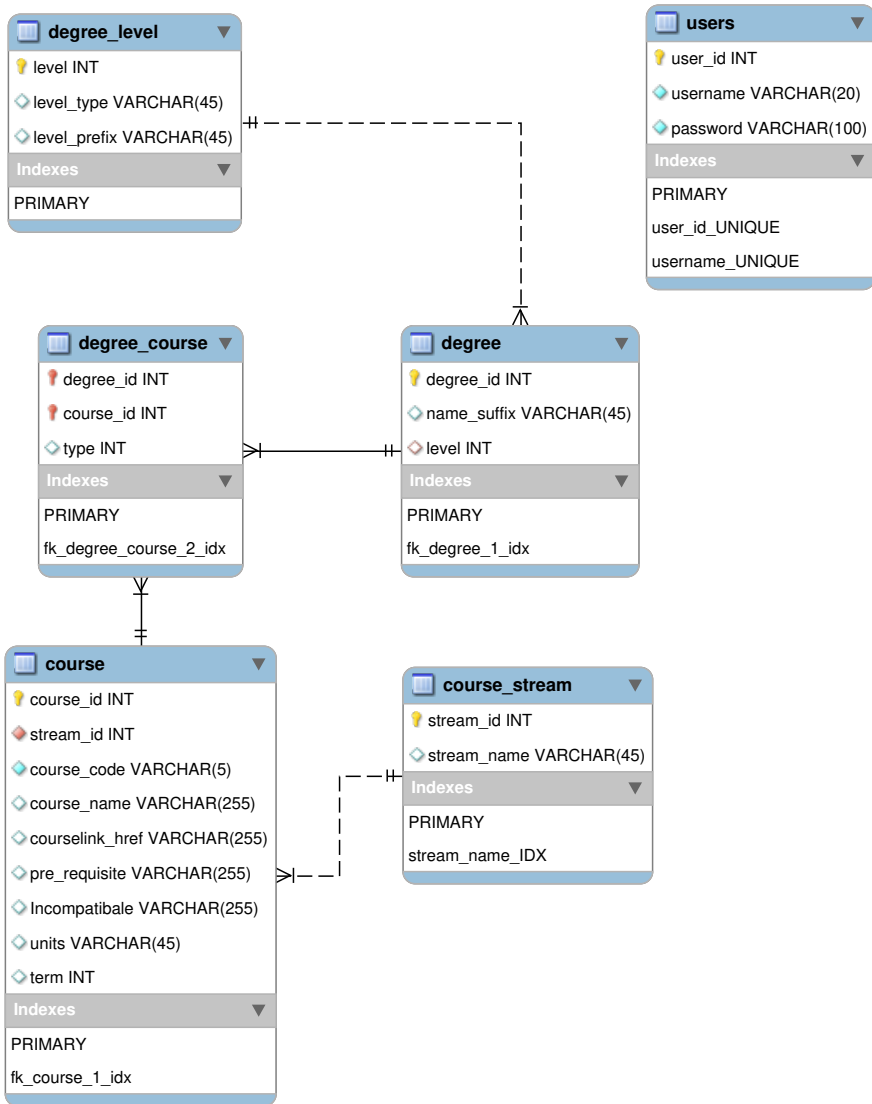 degree_level
level INT
level_type VARCHAR(45)
level_prefix VARCHAR(45)
Indexes
PRIMARY
users
user_id INT
username VARCHAR(20)
password VARCHAR(100)
Indexes
PRIMARY
user_id_UNIQUE
username_UNIQUE
degree_course
degree_id INT
course_id INT
type INT
Indexes
PRIMARY
fk_degree_course_2_idx
degree
degree_id INT
name_suffix VARCHAR(45)
level INT
Indexes
PRIMARY
fk_degree_1_idx
course
course_id INT
stream_id INT
course_code VARCHAR(5)
course_name VARCHAR(255)
courselink_href VARCHAR(255)
pre_requisite VARCHAR(255)
Incompatibale VARCHAR(255)
units VARCHAR(45)
term INT
Indexes
PRIMARY
fk_course_1_idx
course_stream
stream_id INT
stream_name VARCHAR(45)
Indexes
PRIMARY
stream_name_IDX